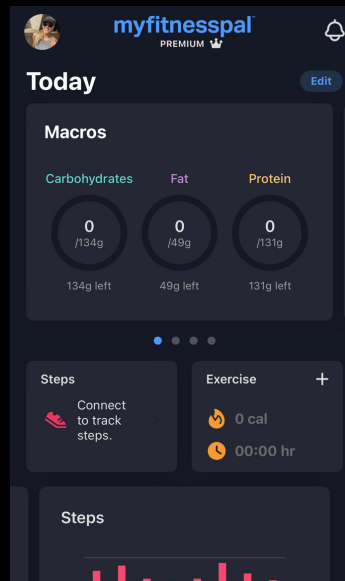 myfitnesspal
PREMIUM
Today
Edit
Macros
Carbohydrates Fat Protein
0 0 0
/134g /49g /131g
134g left 49g left 131g left
Steps
Connect
to track
steps.
Exercise +
0 cal
00:00 hr
Steps